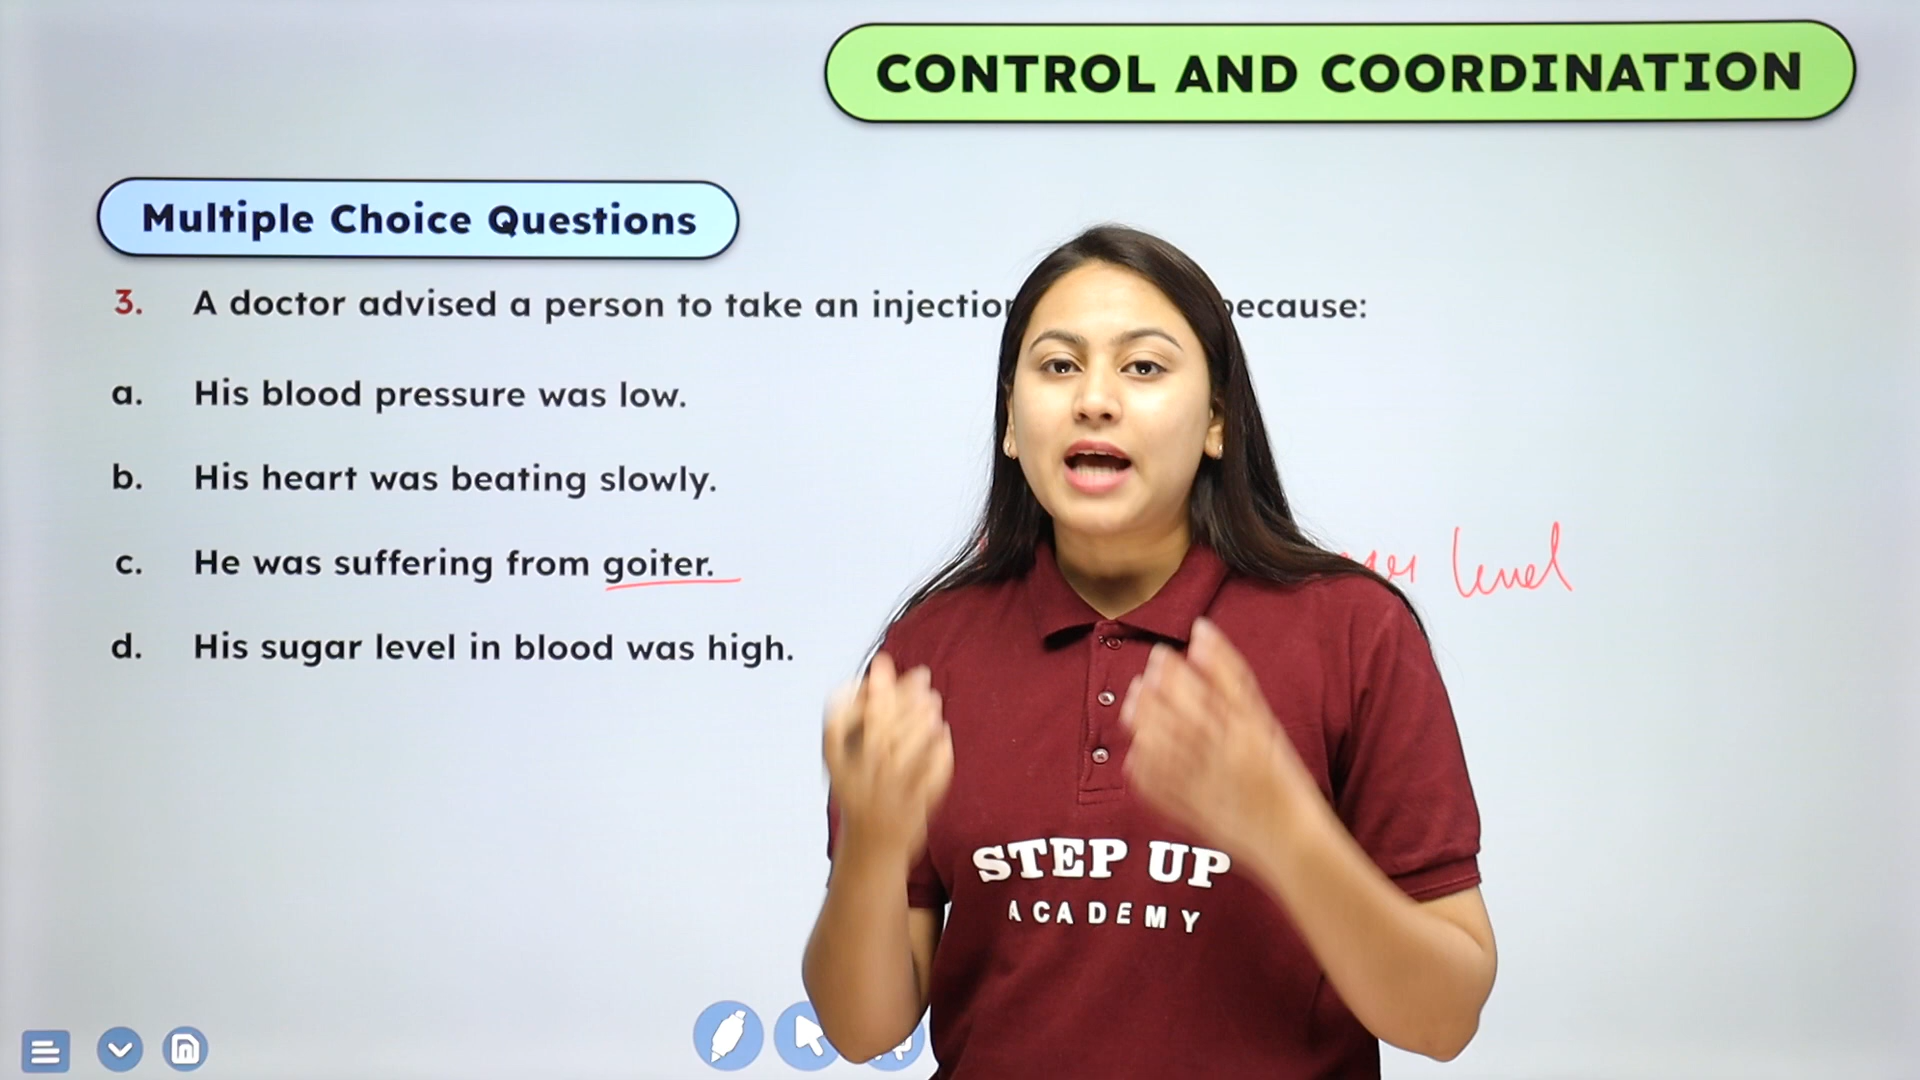 CONTROL AND COORDINATION
Multiple Choice Questions
3. A doctor advised a person to take an injection because:
a. His blood pressure was low.
b. His heart was beating slowly.
c. He was suffering from goiter.
level
d. His sugar level in blood was high.
STEP UP
ACADEMY